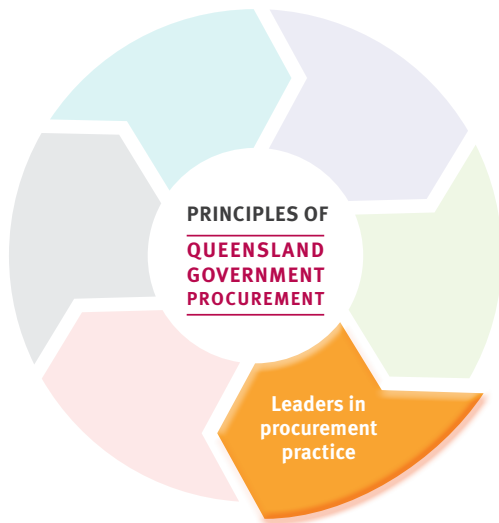 PRINCIPLES OF
QUEENSLAND
GOVERNMENT
PROCUREMENT
Leaders in
procurement
practice